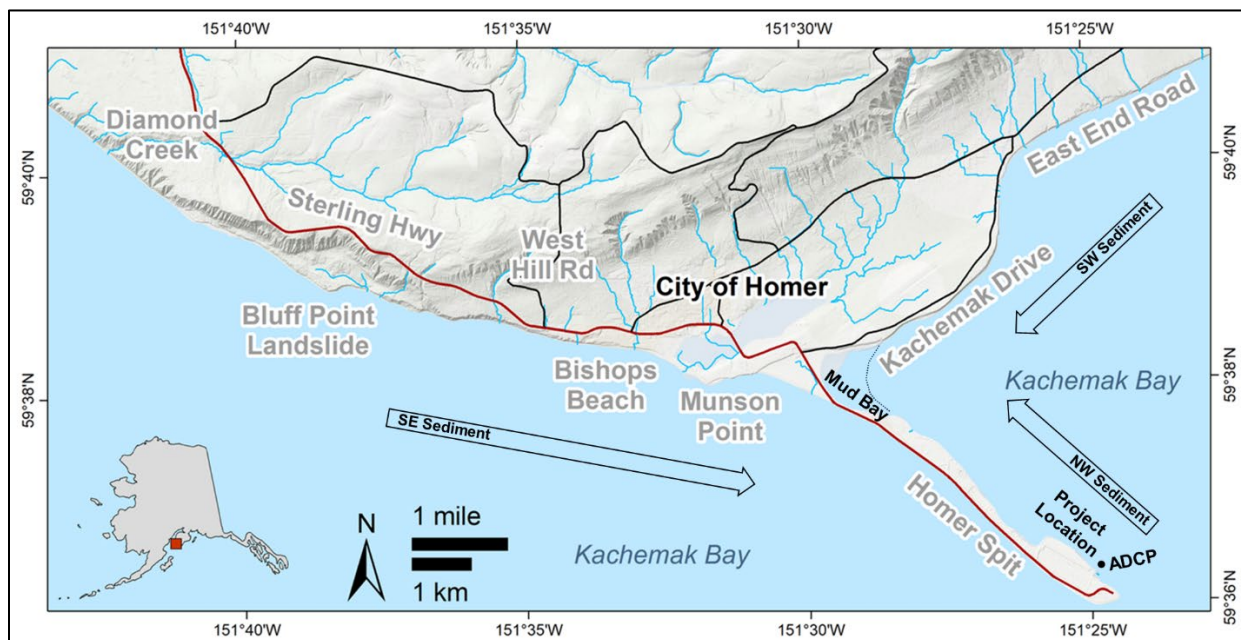 151°40'W
151°35'W
151°30'W
151°25'W
59°40'N
59°40'N
59°38'N
59°38'N
59°36'N
Diamond
Creek
East End Road
Sterling Hwy
West
Hill Rd
SW Sediment
City of Homer
Kachemak Drive
Bluff Point
Landslide
Bishops
Beach
Munson
Point
Mud Bay
Kachemak Bay
SE Sediment
NW Sediment
Homer Spit
Project
Location
ADCP
N
1 mile
1 km
Kachemak Bay
151°40'W
151°35'W
151°30'W
151°25'W